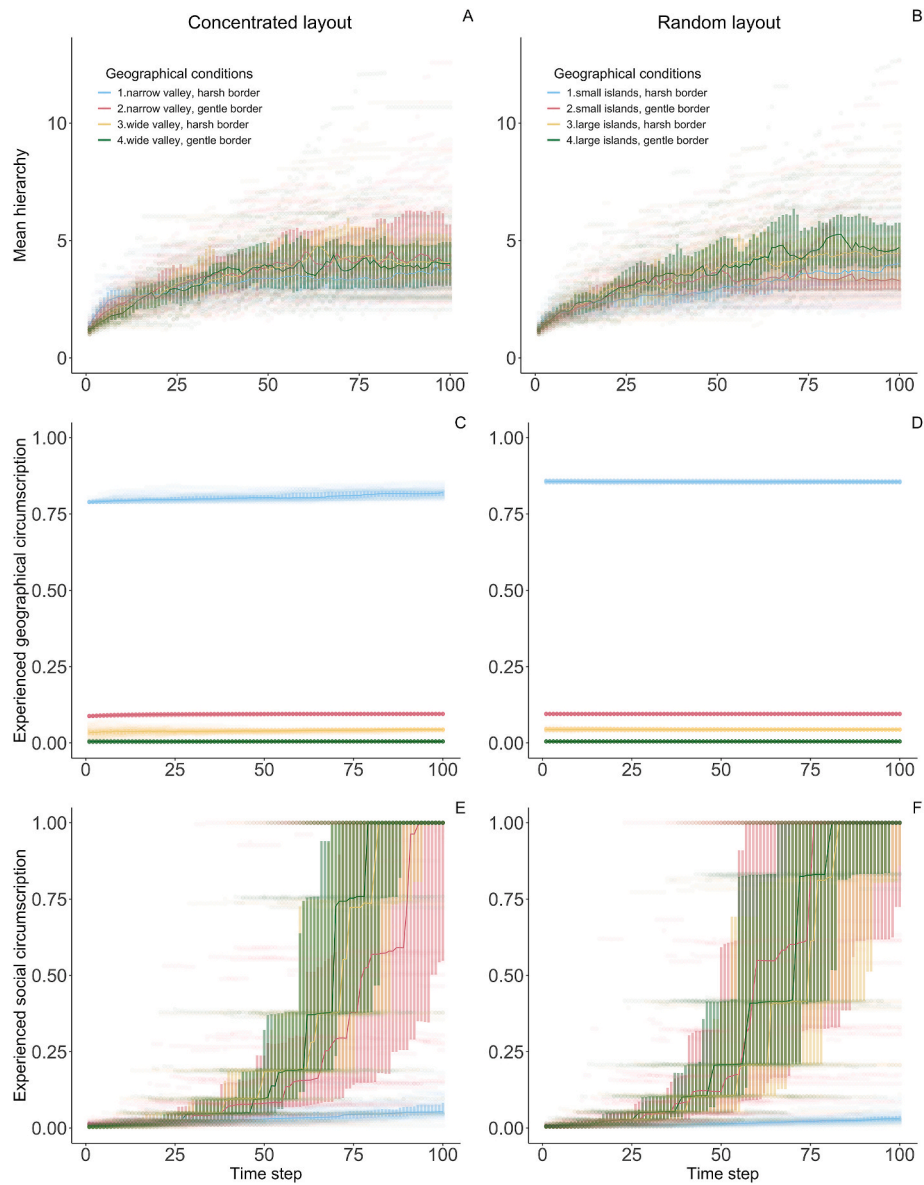 Concentrated layout
A
Geographical conditions
1.narrow valley, harsh border
2.narrow valley, gentle border
3.wide valley, harsh border
4.wide valley, gentle border
Mean hierarchy
10
5
0
0 25 50 75 100
Random layout
B
Geographical conditions
1.small islands, harsh border
2.small islands, gentle border
3.large islands, harsh border
4.large islands, gentle border
10
5
0
0 25 50 75 100
C
Experienced geographical circumscription
1.00
0.75
0.50
0.25
0.00
0 25 50 75 100
D
1.00
0.75
0.50
0.25
0.00
0 25 50 75 100
E
Experienced social circumscription
1.00
0.75
0.50
0.25
0.00
0 25 50 75 100
Time step
F
1.00
0.75
0.50
0.25
0.00
0 25 50 75 100
Time step